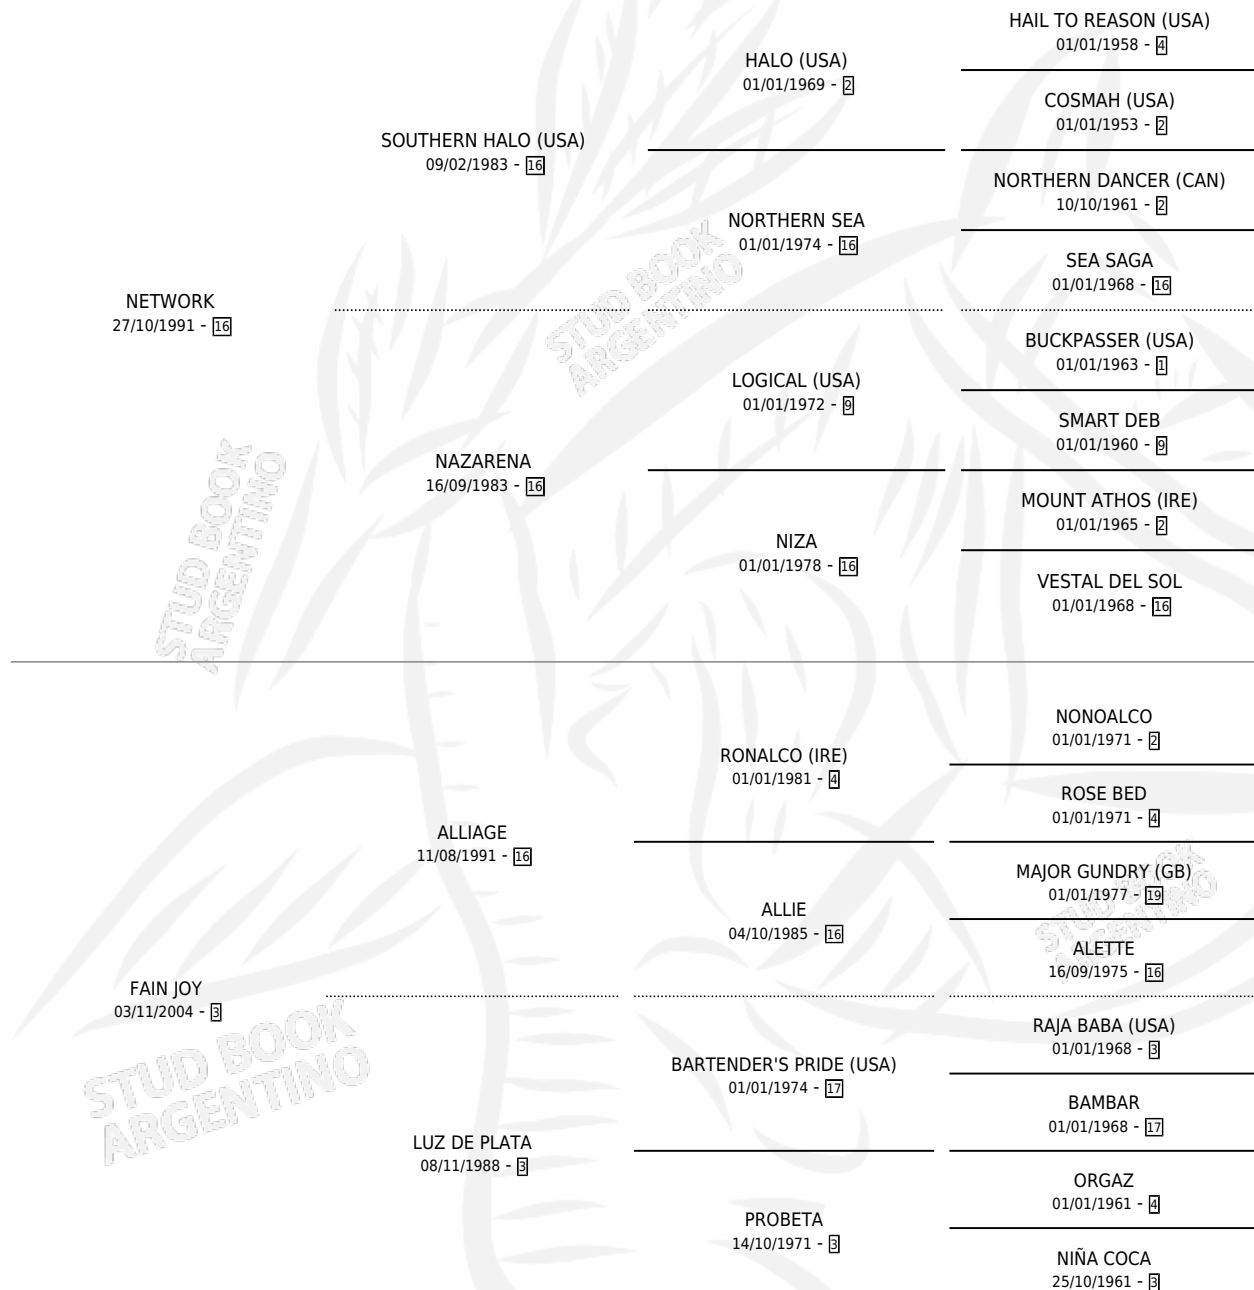 HAIL TO REASON (USA)
01/01/1958 - 4
HALO (USA)
01/01/1969 - 2
COSMAH (USA)
01/01/1953 - 2
SOUTHERN HALO (USA)
09/02/1983 - 16
NORTHERN DANCER (CAN)
10/10/1961 - 2
NORTHERN SEA
01/01/1974 - 16
SEA SAGA
01/01/1968 - 16
NETWORK
27/10/1991 - 16
BUCKPASSER (USA)
01/01/1963 - 1
LOGICAL (USA)
01/01/1972 - 9
SMART DEB
01/01/1960 - 9
NAZARENA
16/09/1983 - 16
MOUNT ATHOS (IRE)
01/01/1965 - 2
NIZA
01/01/1978 - 16
VESTAL DEL SOL
01/01/1968 - 16
NONOALCO
01/01/1971 - 2
RONALCO (IRE)
01/01/1981 - 4
ROSE BED
01/01/1971 - 4
ALLIAGE
11/08/1991 - 16
MAJOR GUNDRY (GB)
01/01/1977 - 19
ALLIE
04/10/1985 - 16
ALETTE
16/09/1975 - 16
FAIN JOY
03/11/2004 - 3
RAJA BABA (USA)
01/01/1968 - 3
BARTENDER'S PRIDE (USA)
01/01/1974 - 17
BAMBAR
01/01/1968 - 17
LUZ DE PLATA
08/11/1988 - 3
ORGAZ
01/01/1961 - 4
PROBETA
14/10/1971 - 3
NIÑA COCA
25/10/1961 - 3
STUD BOOK
ARGENTINO
STUD BOOK
ARGENTINO
STUD BOOK
ARGENTINO
STUD BOOK
ARGENTINO